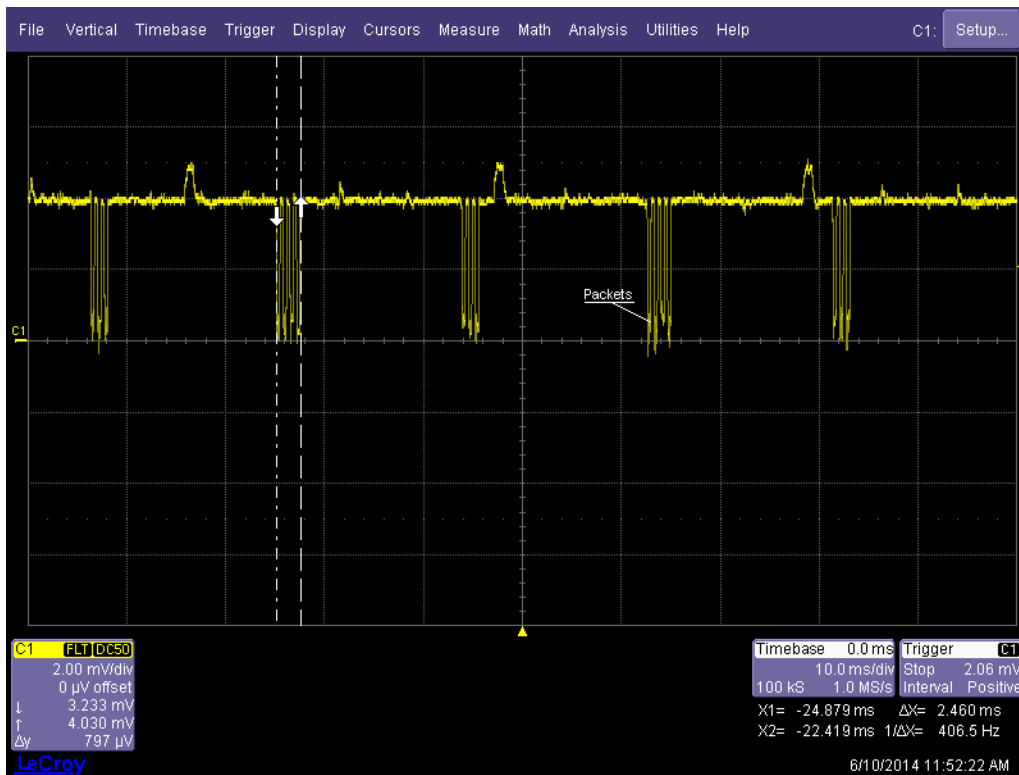 File Vertical Timebase Trigger Display Cursors Measure Math Analysis Utilities Help C1: Setup...
Packets
C1
C1 FLT DC50
2.00 mV/div
0 µV offset
↓ 3.233 mV
↑ 4.030 mV
Δy 797 µV
Timebase 0.0 ms
10.0 ms/div
100 kS 1.0 MS/s
Trigger C1
Stop 2.06 mV
Interval Positive
X1= -24.879 ms ΔX= 2.460 ms
X2= -22.419 ms 1/ΔX= 406.5 Hz
LeCroy
6/10/2014 11:52:22 AM